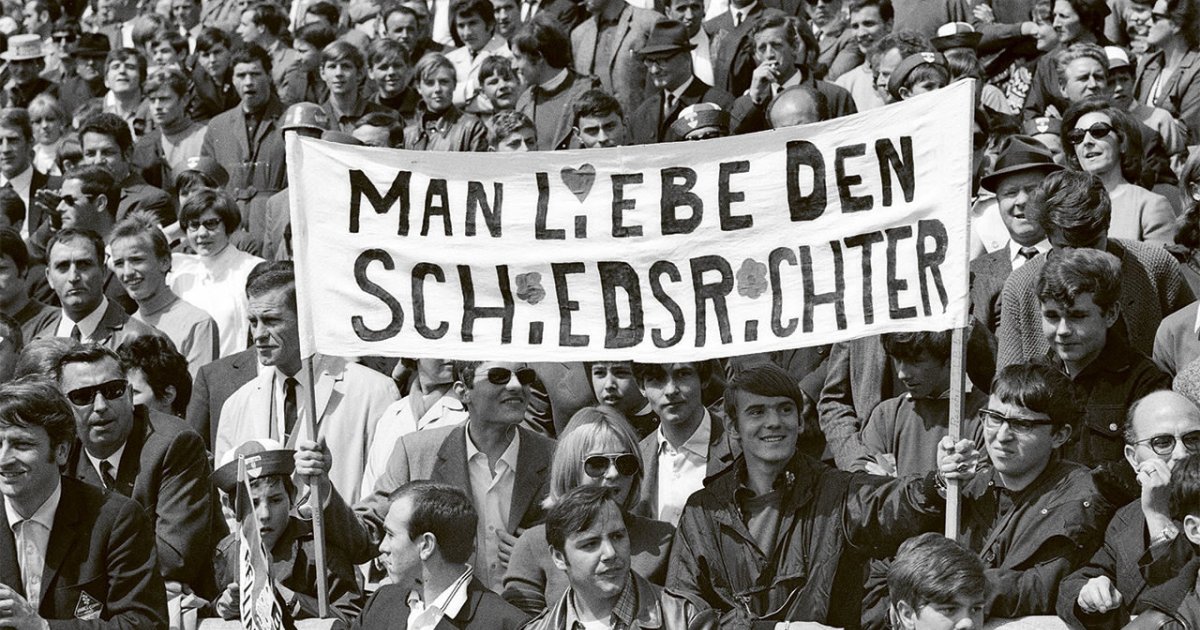 MAN LIEBE DEN
SCHIEDSRICHTER